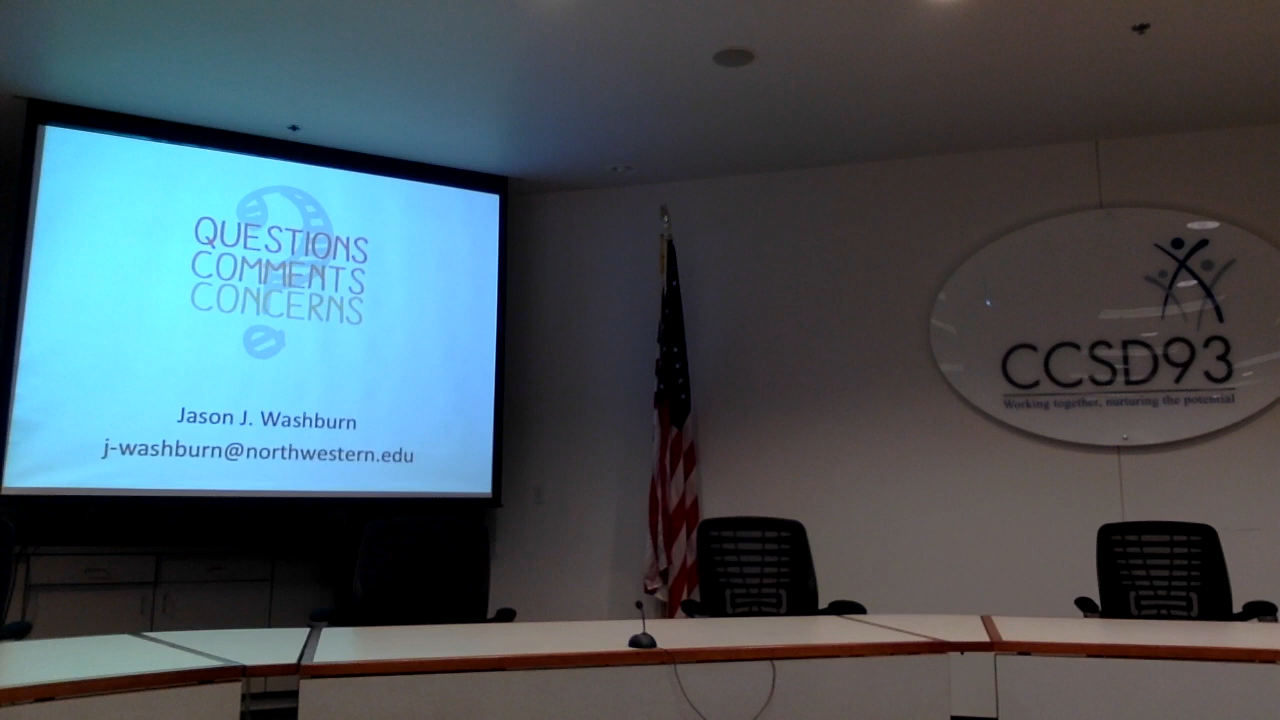 QUESTIONS
COMMENTS
CONCERNS
Jason J. Washburn
j-washburn@northwestern.edu
CCSD93
Working together, nurturing the potential